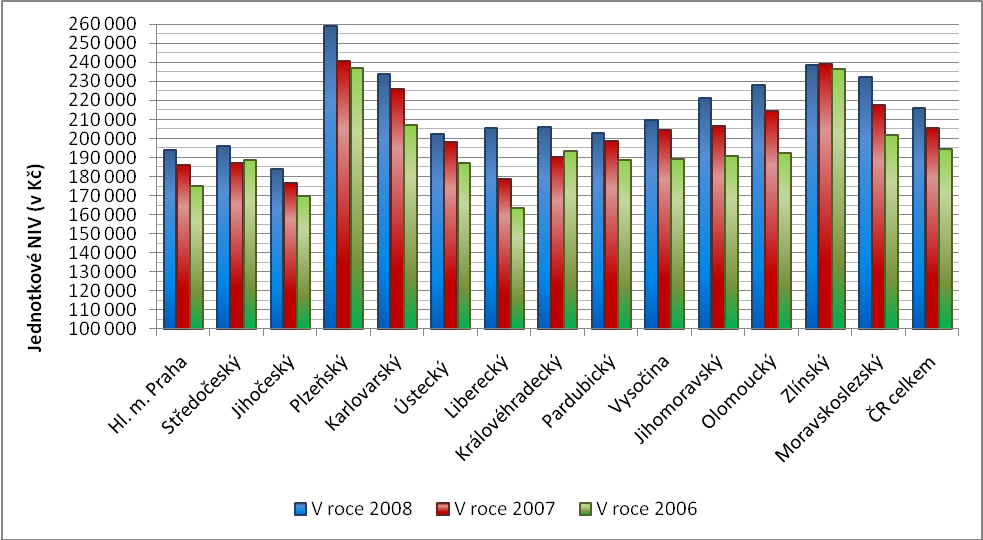 Jednotkové NIV (v Kč)
260 000
250 000
240 000
230 000
220 000
210 000
200 000
190 000
180 000
170 000
160 000
150 000
140 000
130 000
120 000
110 000
100 000
Hl. m. Praha
Středočeský
Jihočeský
Plzeňský
Karlovarský
Ústecký
Liberecký
Královéhradecký
Pardubický
Vysočina
Jihomoravský
Olomoucký
Zlínský
Moravskoslezský
ČR celkem
V roce 2008 V roce 2007 V roce 2006